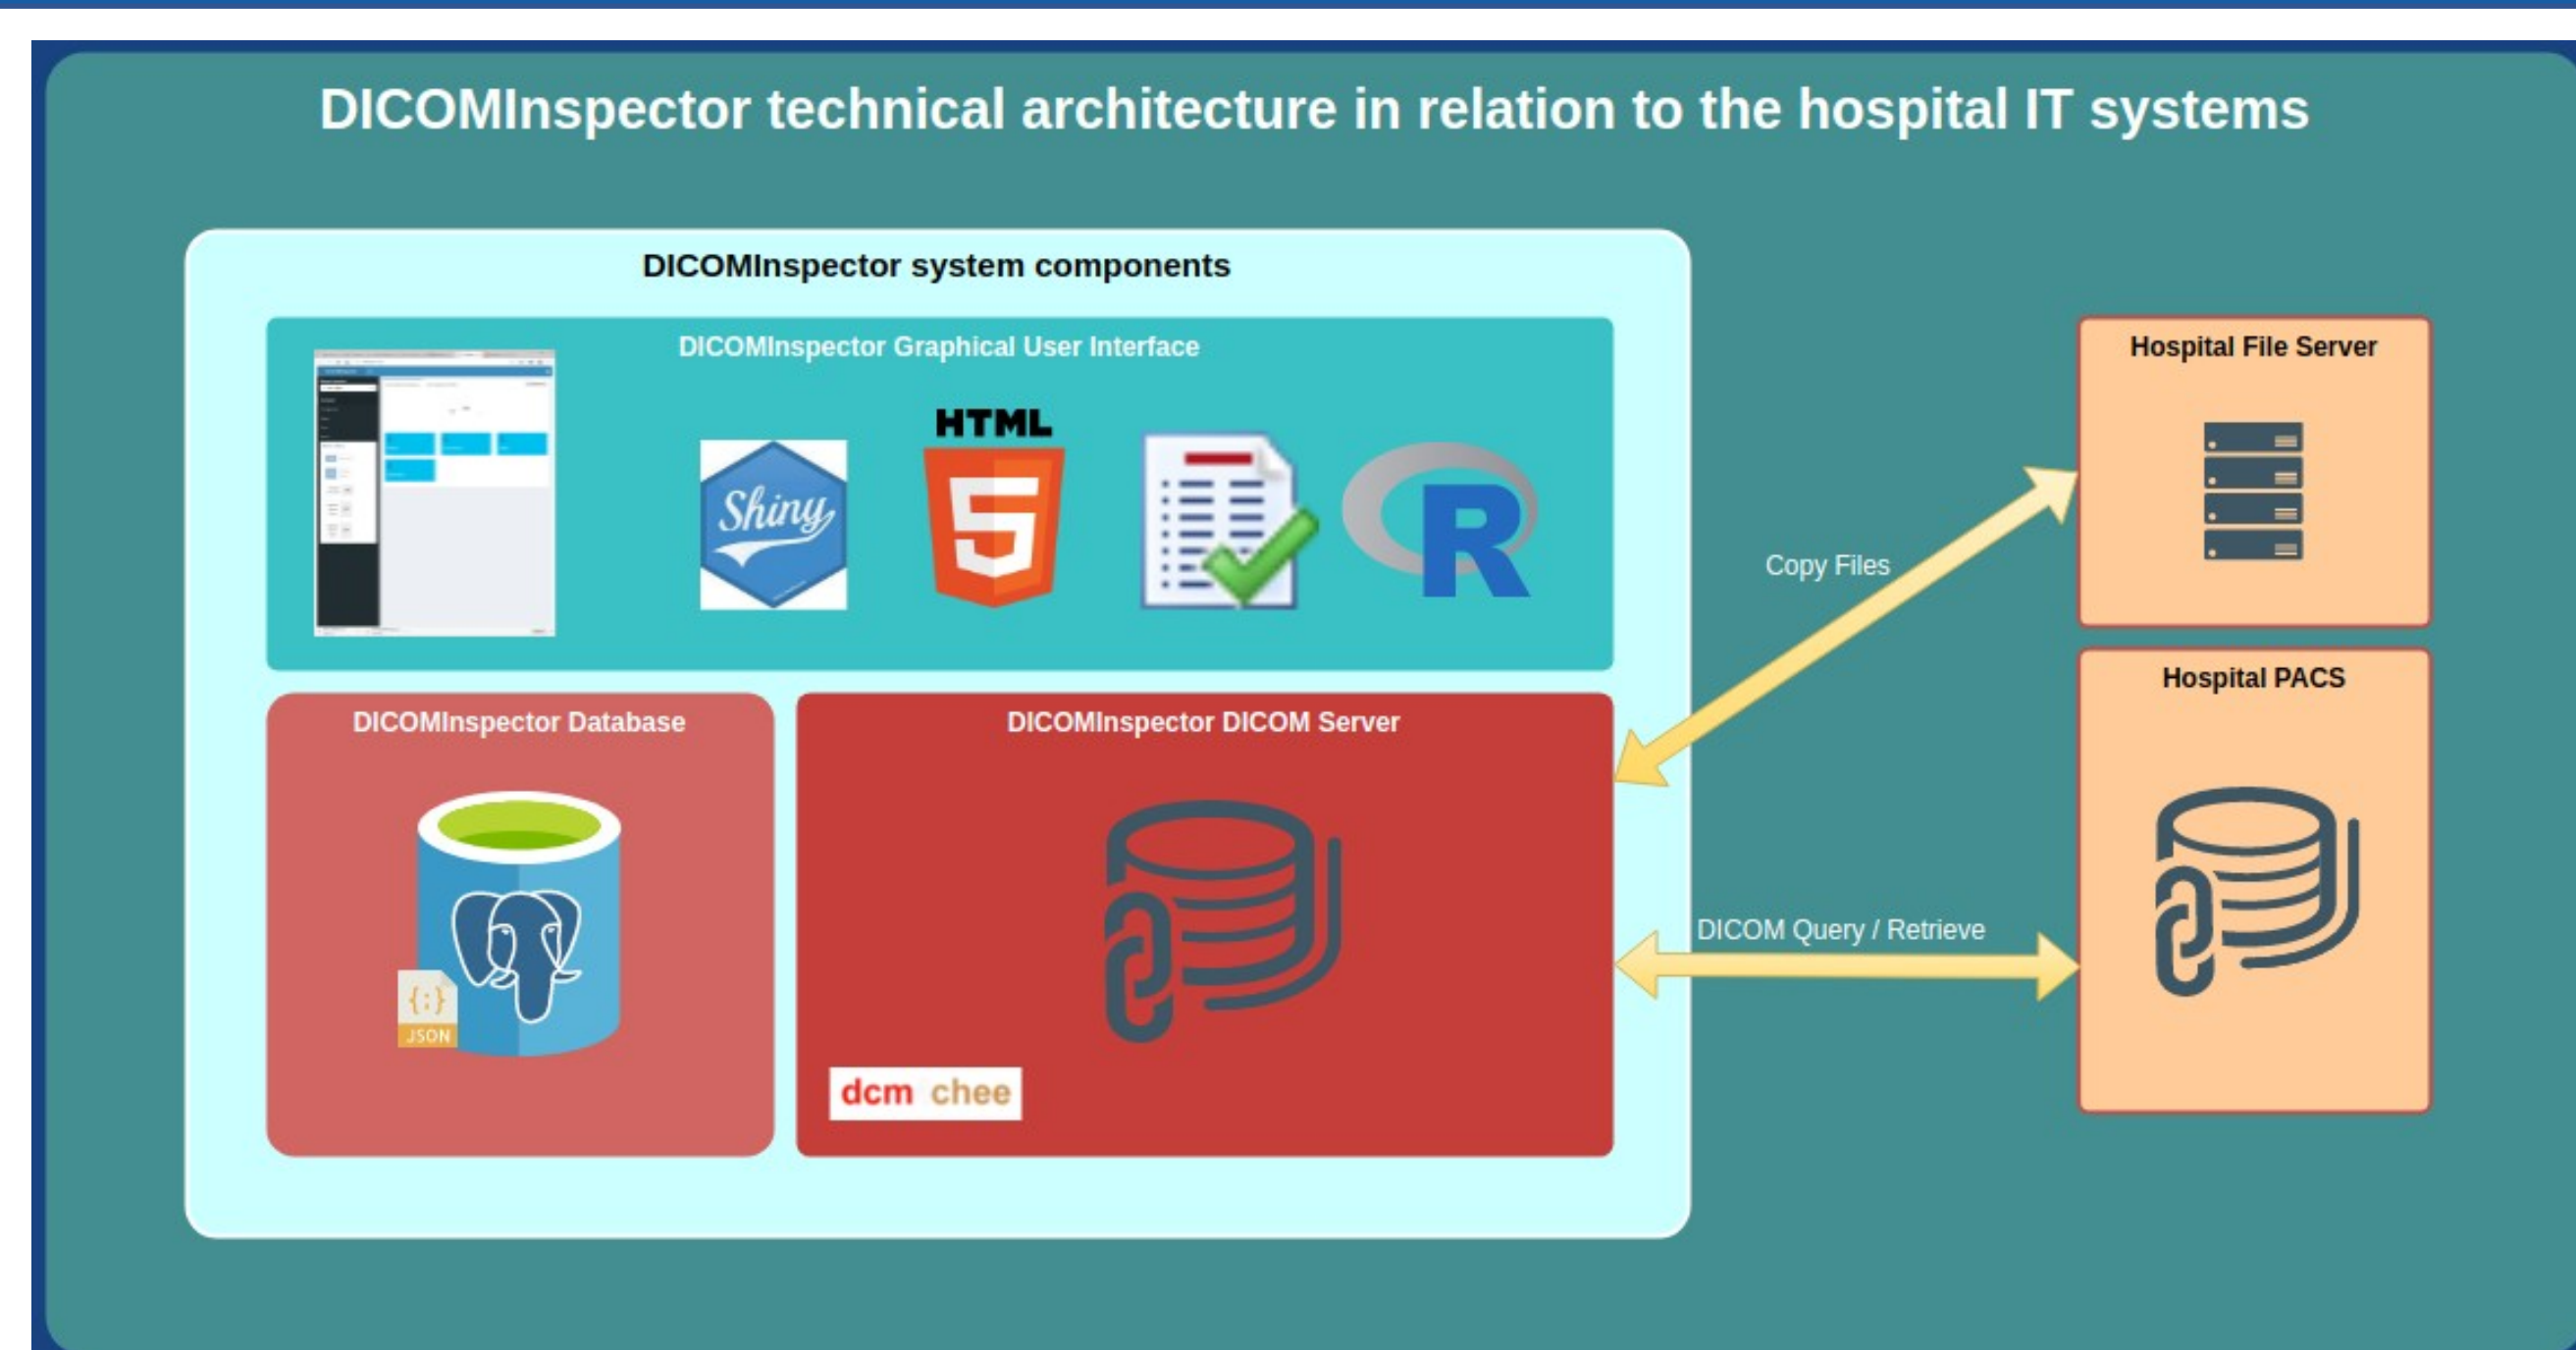 DICOMInspector technical architecture in relation to the hospital IT systems
DICOMInspector system components
DICOMInspector Graphical User Interface
Shiny
HTML
5
R
DICOMInspector Database
JSON
DICOMInspector DICOM Server
dcm chee
Copy Files
DICOM Query / Retrieve
Hospital File Server
Hospital PACS